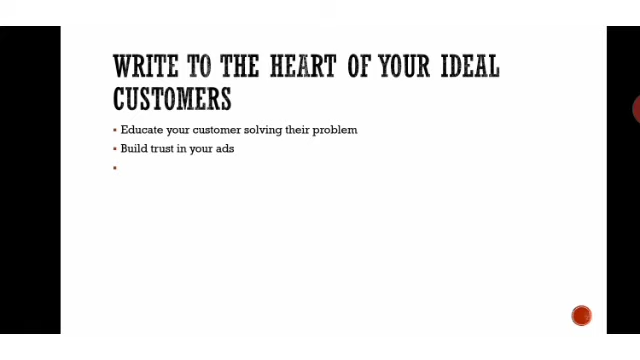 WRITE TO THE HEART OF YOUR IDEAL
CUSTOMERS
▪ Educate your customer solving their problem
▪ Build trust in your ads
▪